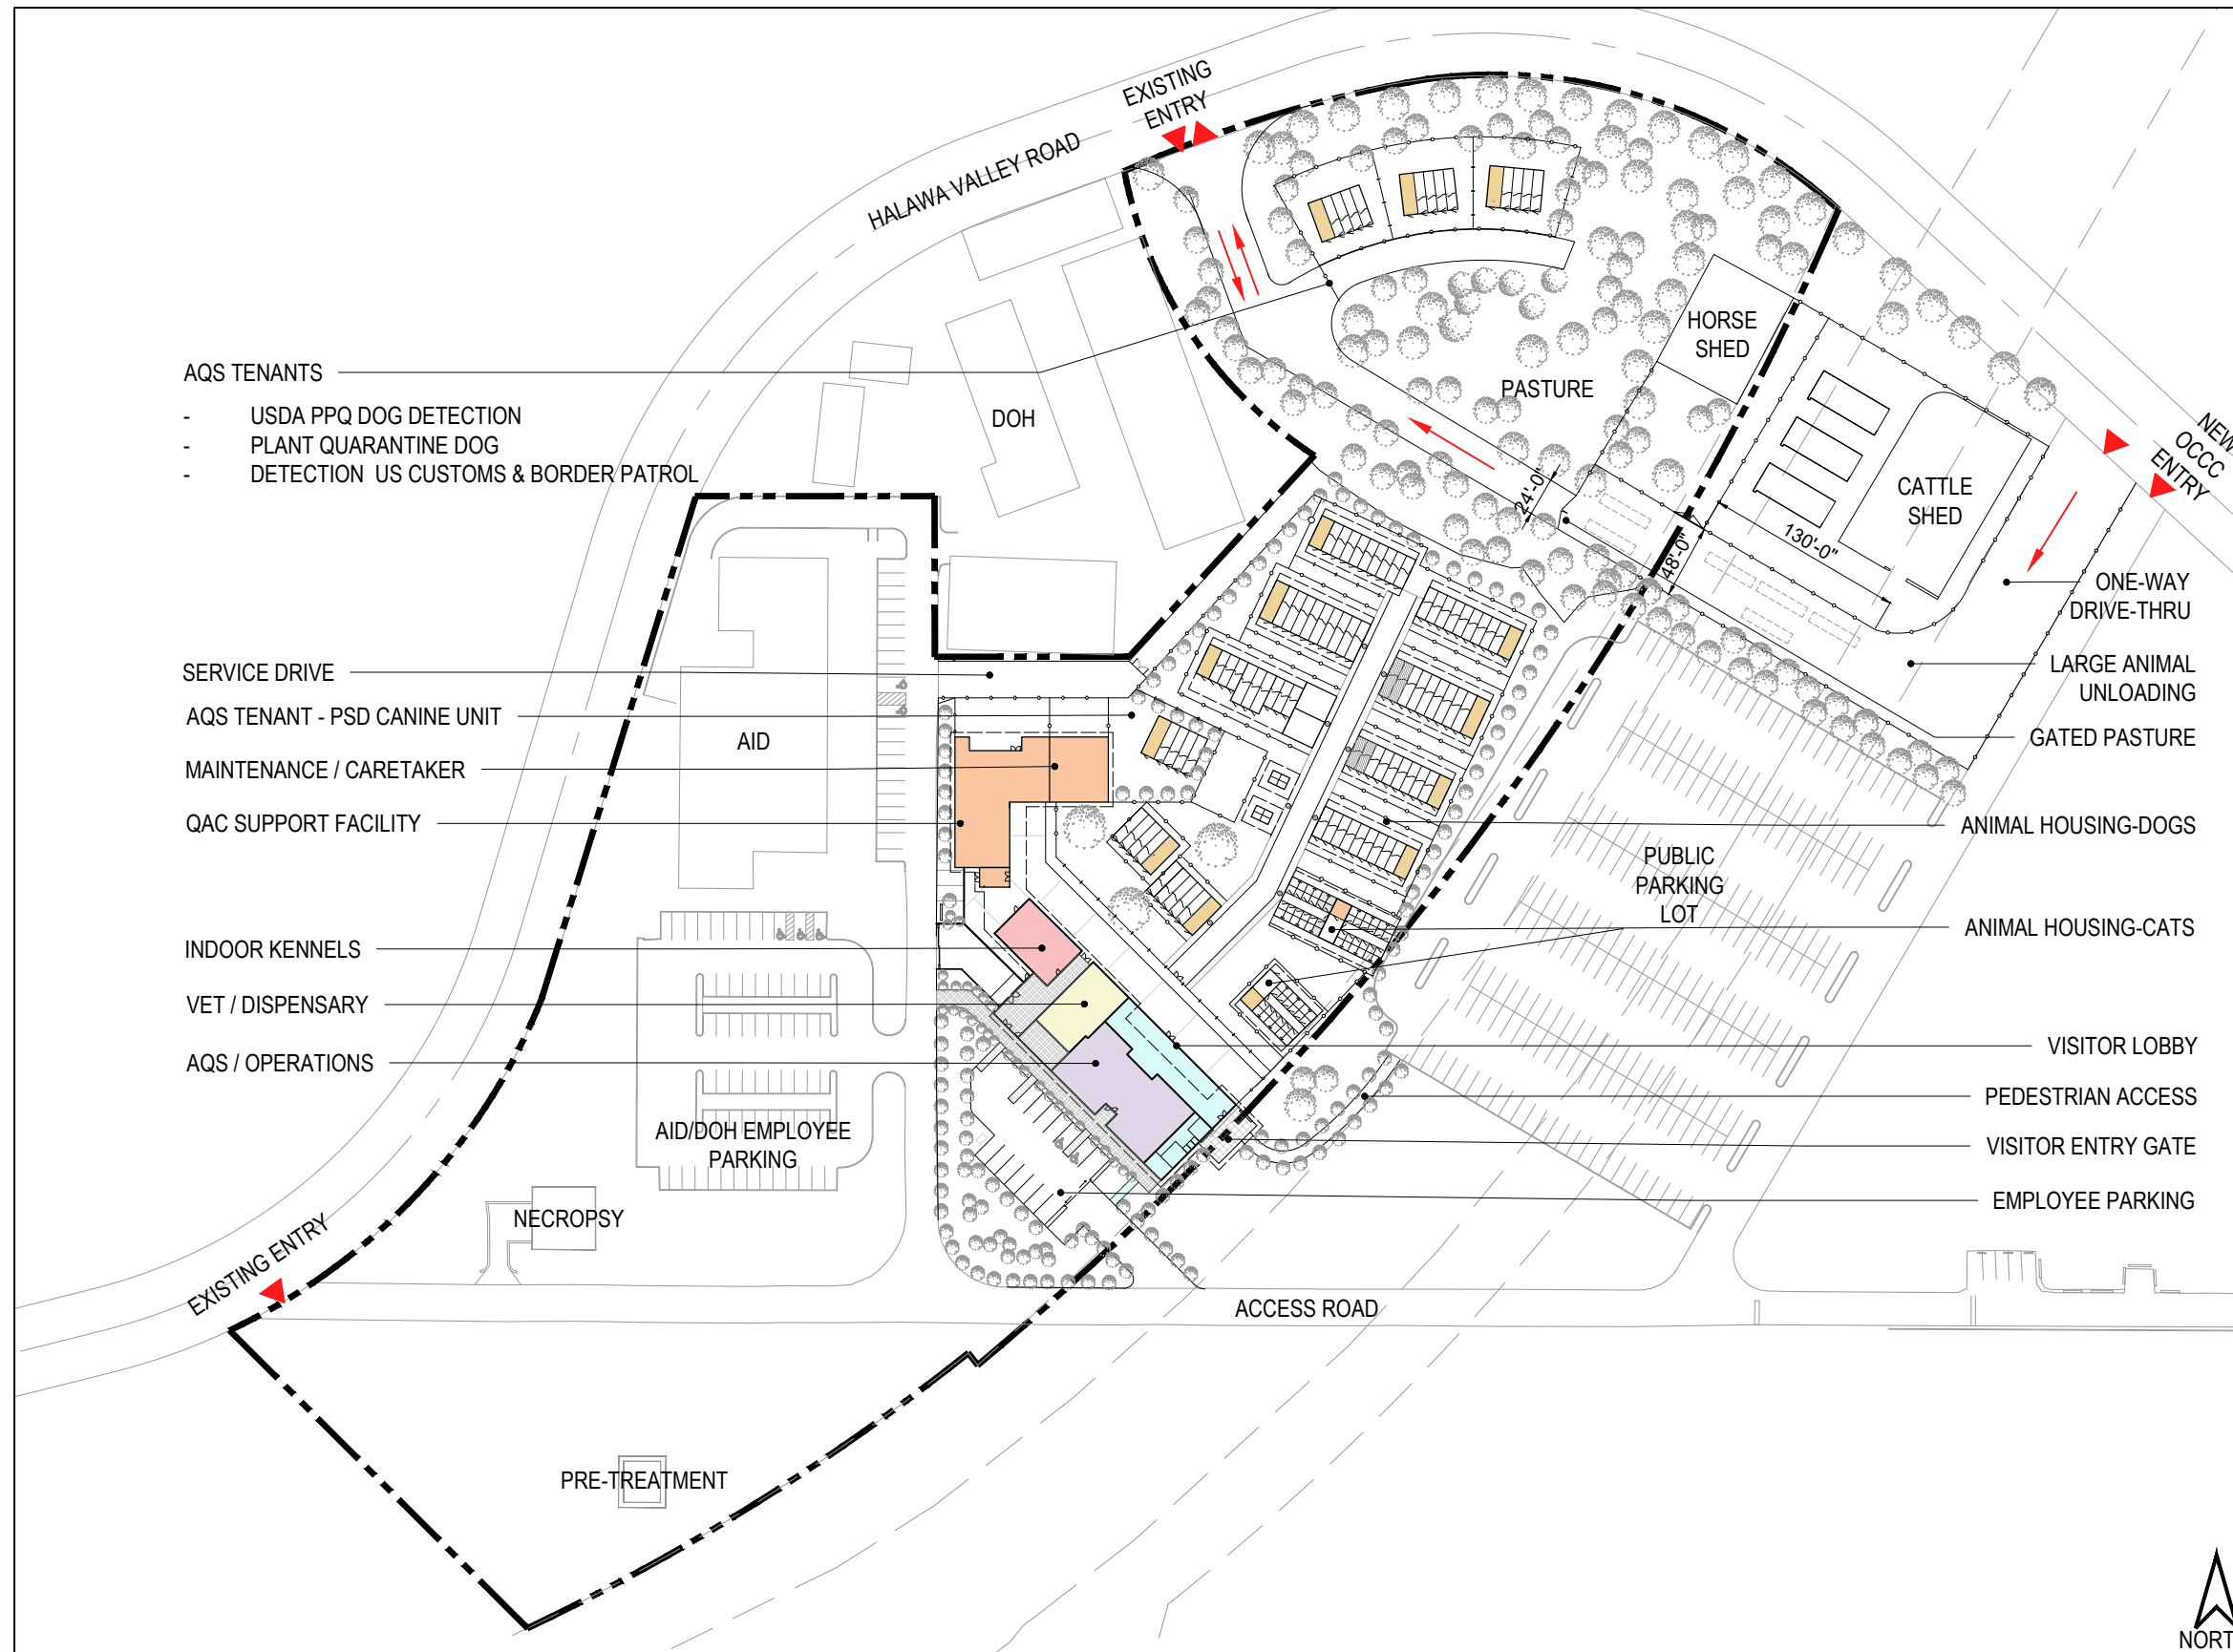 EXISTING
ENTRY
HALAWA VALLEY ROAD
AQS TENANTS
- USDA PPQ DOG DETECTION
- PLANT QUARANTINE DOG
- DETECTION US CUSTOMS & BORDER PATROL
DOH
HORSE
SHED
PASTURE
NEW
OCCC
ENTRY
CATTLE
SHED
24'-0"
130'-0"
48'-0"
ONE-WAY
DRIVE-THRU
LARGE ANIMAL
UNLOADING
GATED PASTURE
SERVICE DRIVE
AQS TENANT - PSD CANINE UNIT
AID
MAINTENANCE / CARETAKER
QAC SUPPORT FACILITY
ANIMAL HOUSING-DOGS
PUBLIC
PARKING
LOT
ANIMAL HOUSING-CATS
INDOOR KENNELS
VET / DISPENSARY
AQS / OPERATIONS
VISITOR LOBBY
PEDESTRIAN ACCESS
VISITOR ENTRY GATE
EMPLOYEE PARKING
AID/DOH EMPLOYEE
PARKING
NECROPSY
EXISTING ENTRY
ACCESS ROAD
PRE-TREATMENT
NORT